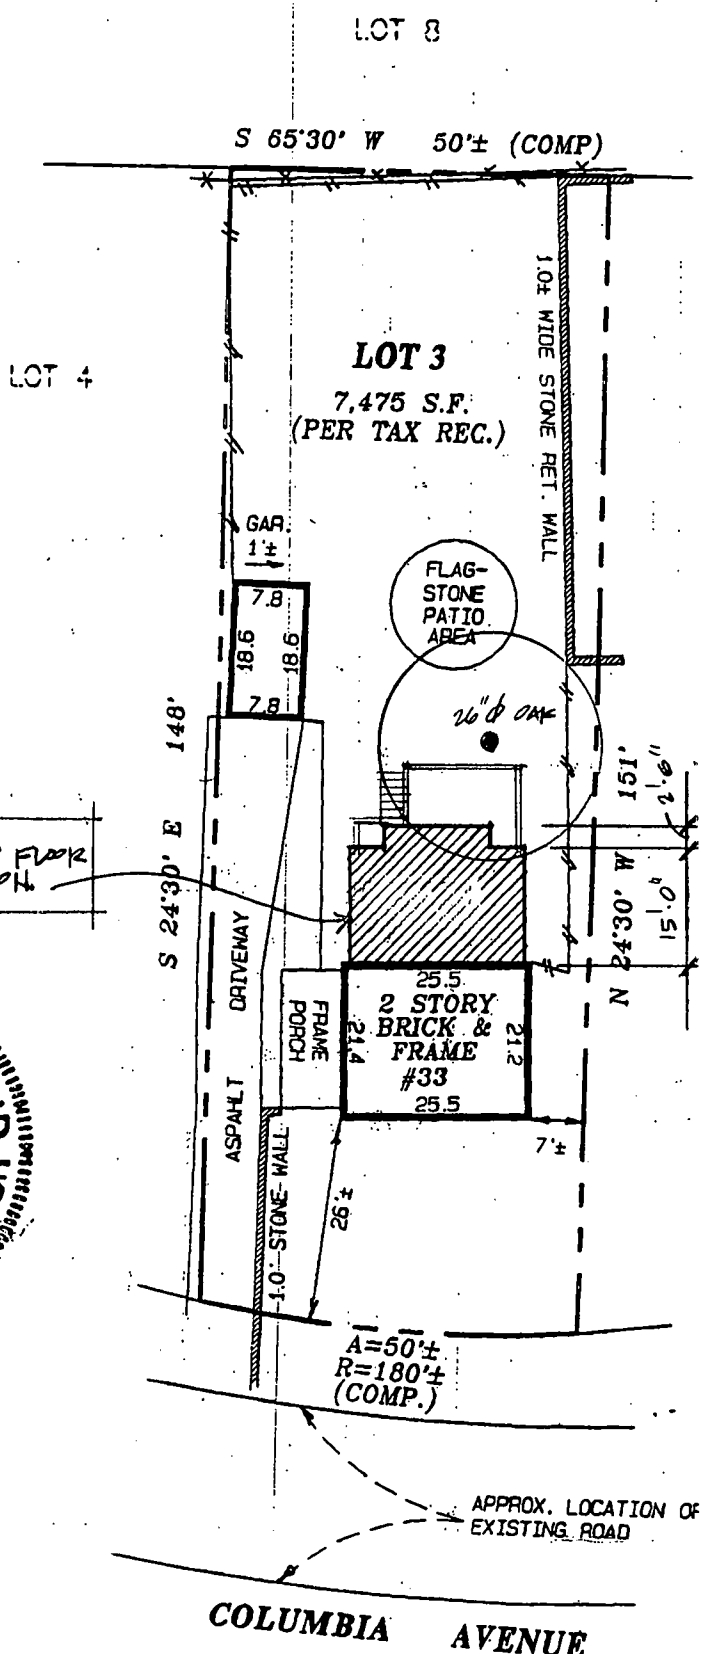 LOT 8
S 65°30' W 50'± (COMP)
LOT 4
LOT 3
7,475 S.F.
(PER TAX REC.)
1.0± WIDE STONE RET. WALL
GAR.
1'±
7.8
18.6
18.6
7.8
FLAG-
STONE
PATIO
AREA
26"φ OAK
S 24°30' E 148'
N 24°30' W 151'
2'-6"
15'-0"
FLOOR
ASPAHLT DRIVEWAY
FRAME
PORCH
25.5
2 STORY
BRICK &
FRAME
#33
25.5
21.4
21.2
7'±
26'±
1.0' STONE WALL
A=50'±
R=180'±
(COMP.)
APPROX. LOCATION OF
EXISTING ROAD
COLUMBIA AVENUE